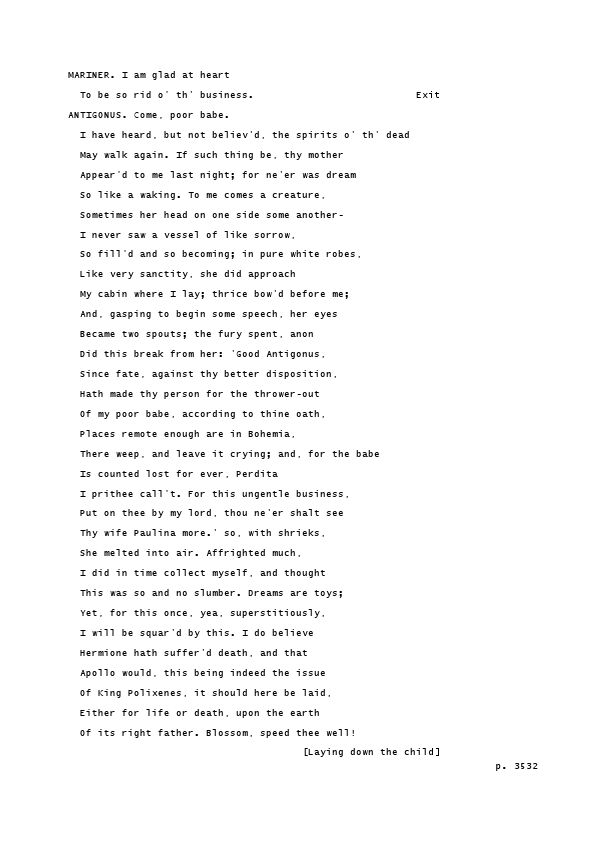 MARINER. I am glad at heart
To be so rid o' th' business. Exit
ANTIGONUS. Come, poor babe.
I have heard, but not believ'd, the spirits o' th' dead
May walk again. If such thing be, thy mother
Appear'd to me last night; for ne'er was dream
So like a waking. To me comes a creature,
Sometimes her head on one side some another-
I never saw a vessel of like sorrow,
So fill'd and so becoming; in pure white robes,
Like very sanctity, she did approach
My cabin where I lay; thrice bow'd before me;
And, gasping to begin some speech, her eyes
Became two spouts; the fury spent, anon
Did this break from her: 'Good Antigonus,
Since fate, against thy better disposition,
Hath made thy person for the thrower-out
Of my poor babe, according to thine oath,
Places remote enough are in Bohemia,
There weep, and leave it crying; and, for the babe
Is counted lost for ever, Perdita
I prithee call't. For this ungentle business,
Put on thee by my lord, thou ne'er shalt see
Thy wife Paulina more.' so, with shrieks,
She melted into air. Affrighted much,
I did in time collect myself, and thought
This was so and no slumber. Dreams are toys;
Yet, for this once, yea, superstitiously,
I will be squar'd by this. I do believe
Hermione hath suffer'd death, and that
Apollo would, this being indeed the issue
Of King Polixenes, it should here be laid,
Either for life or death, upon the earth
Of its right father. Blossom, speed thee well!
[Laying down the child]
p. 3532